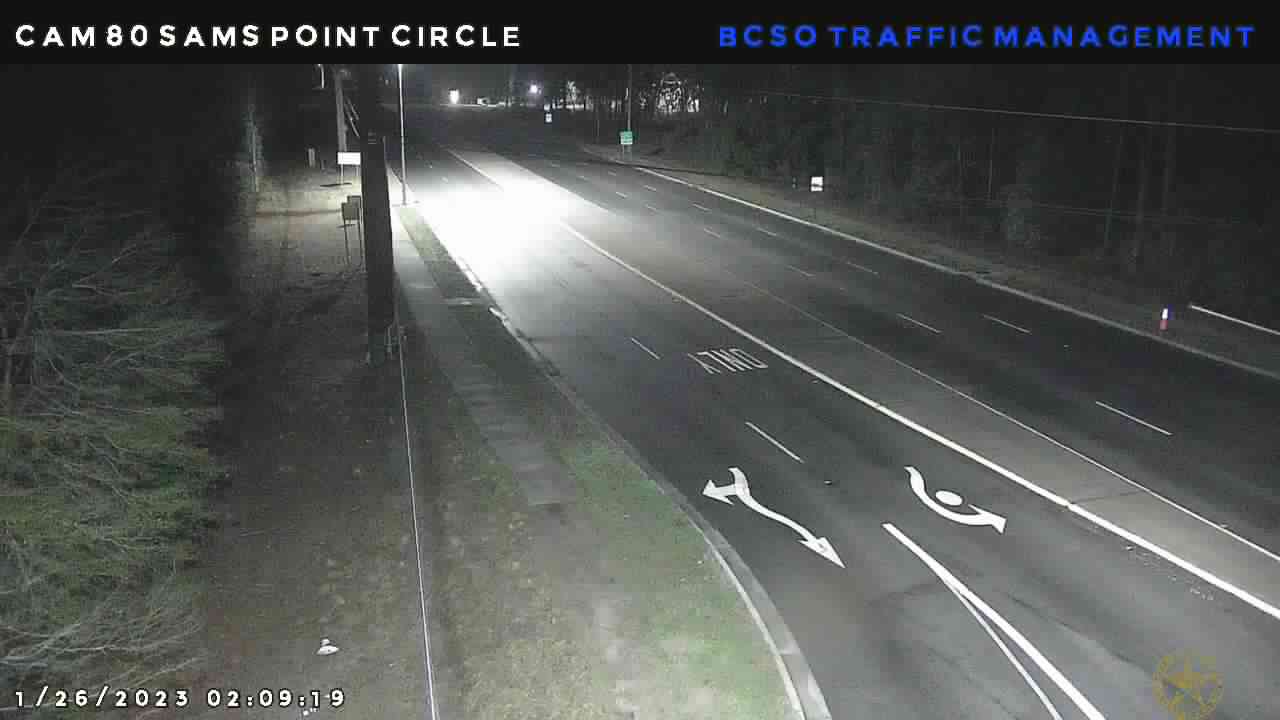 CAM 80 SAMS POINT CIRCLE
BCSO TRAFFIC MANAGEMENT
ONLY
1/26/2023 02:09:19